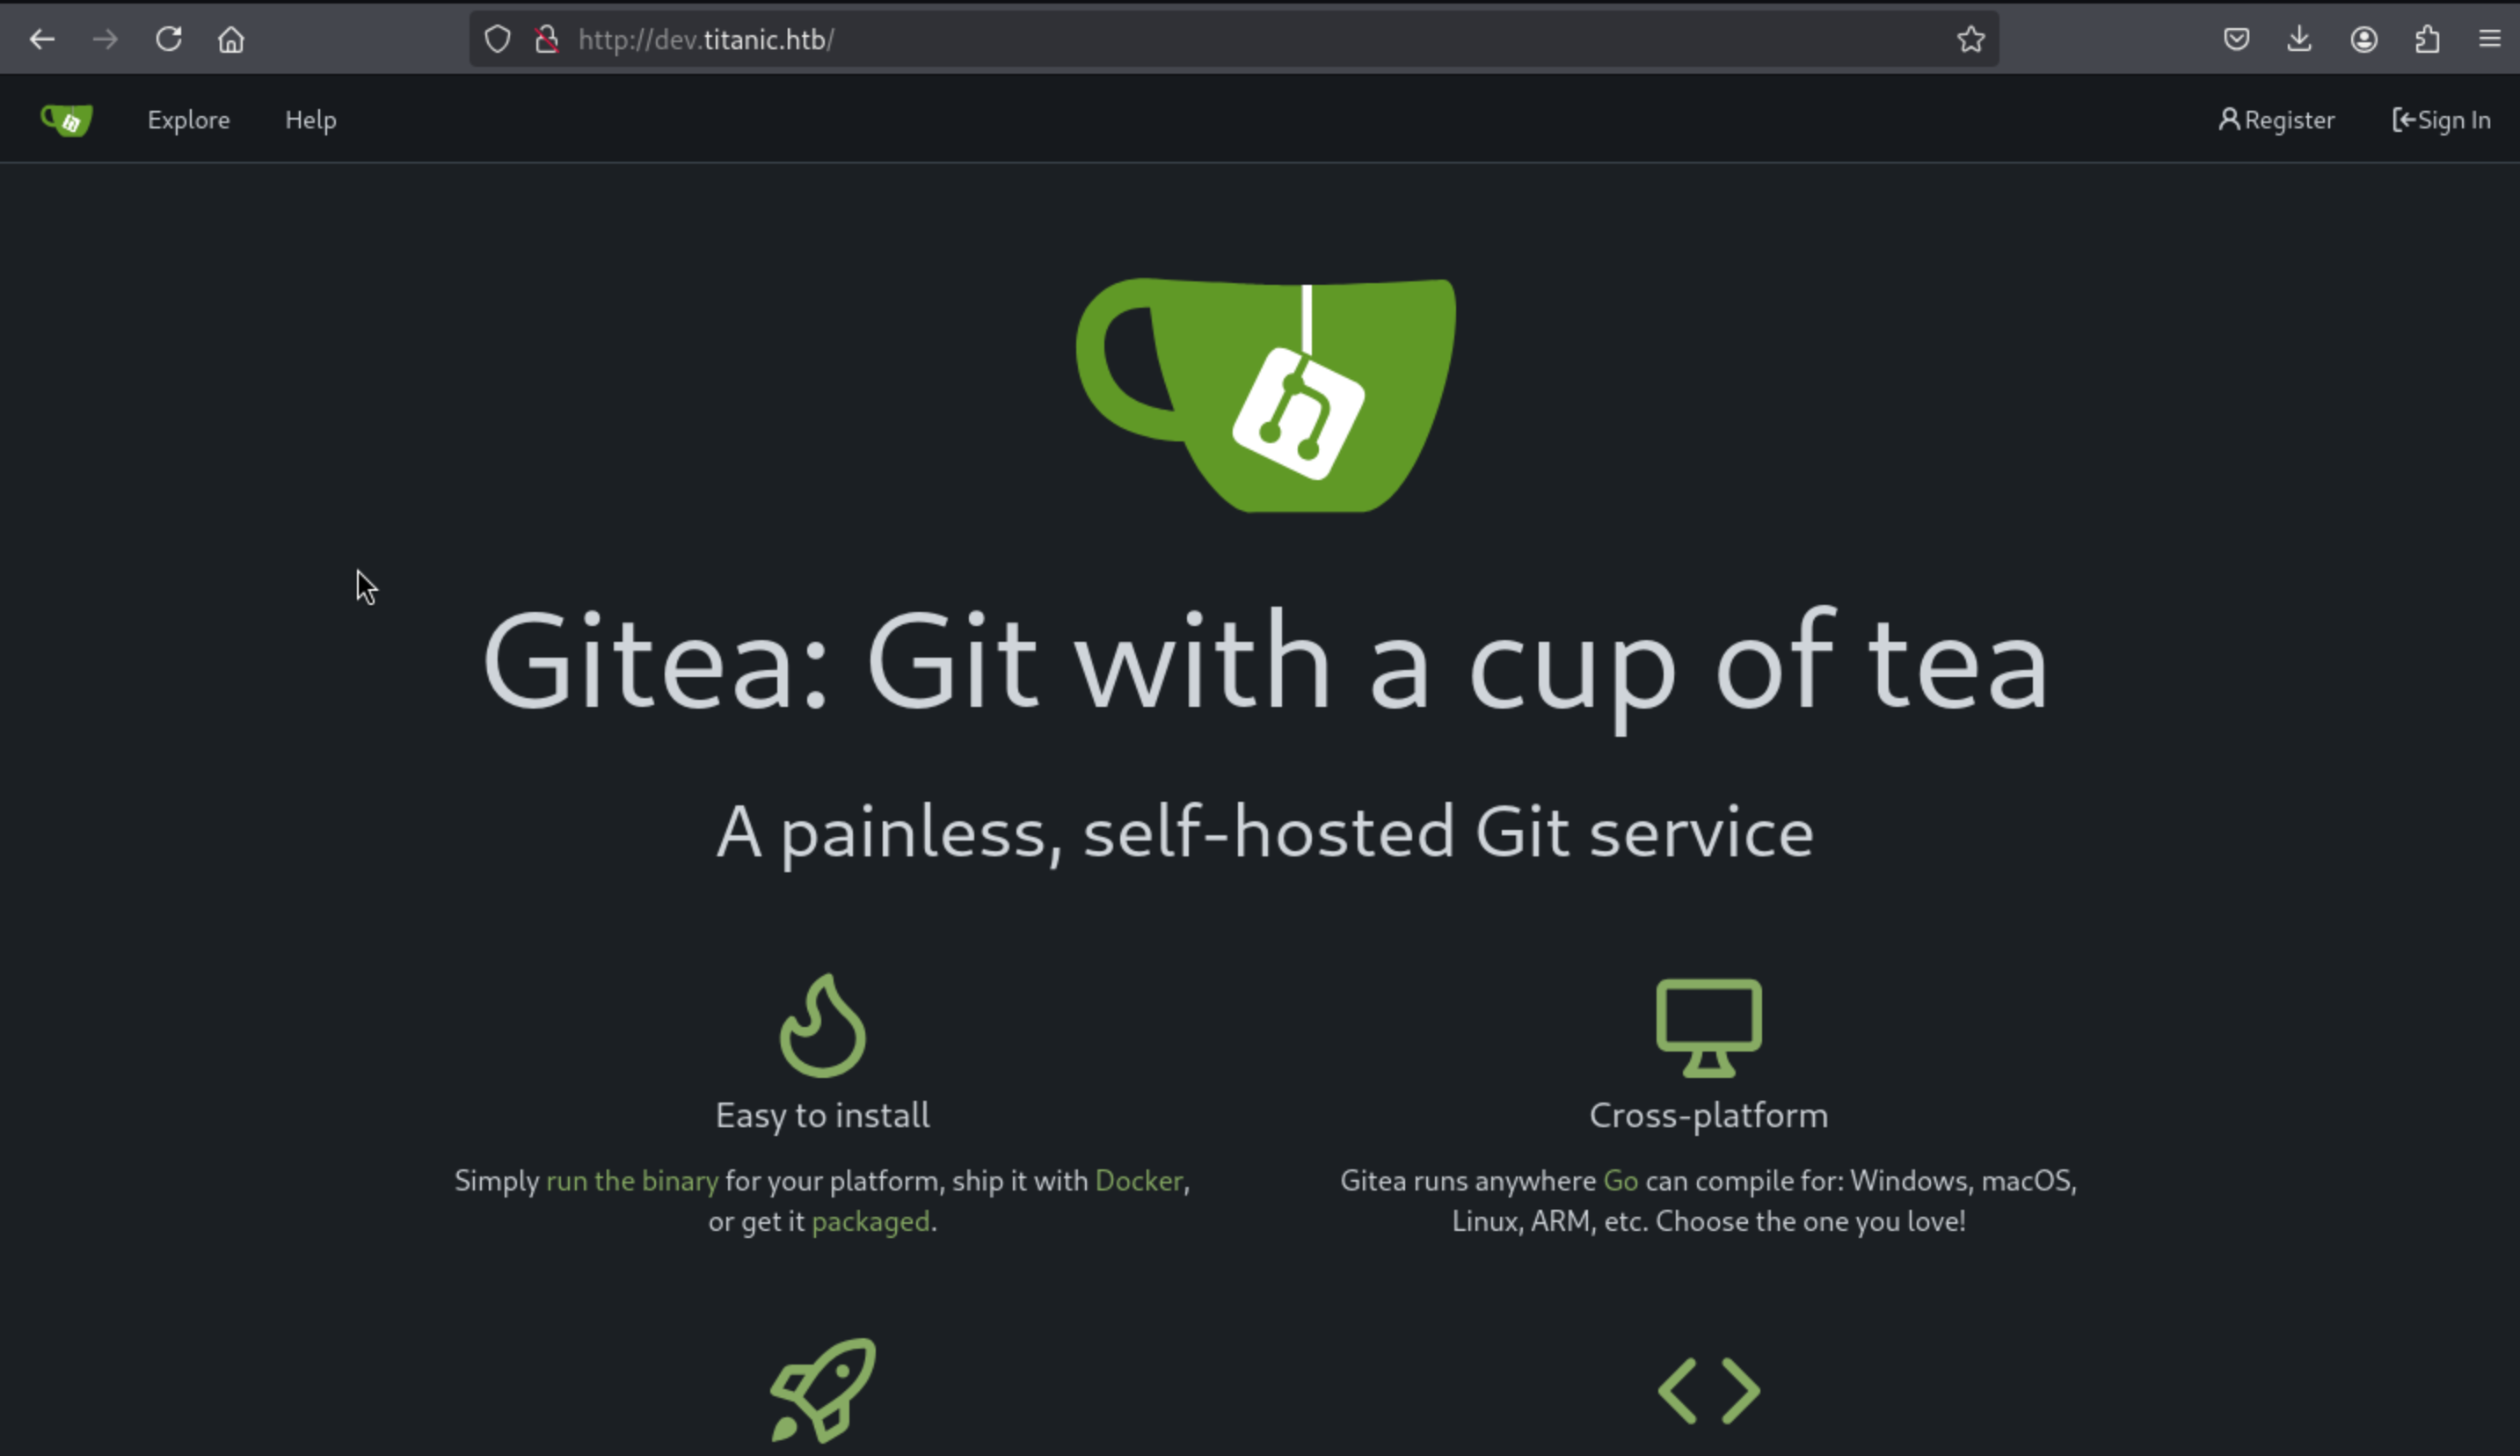 http://dev.titanic.htb/
Explore Help Register Sign In
Gitea: Git with a cup of tea
A painless, self-hosted Git service
Easy to install
Simply run the binary for your platform, ship it with Docker,
or get it packaged.
Cross-platform
Gitea runs anywhere Go can compile for: Windows, macOS,
Linux, ARM, etc. Choose the one you love!